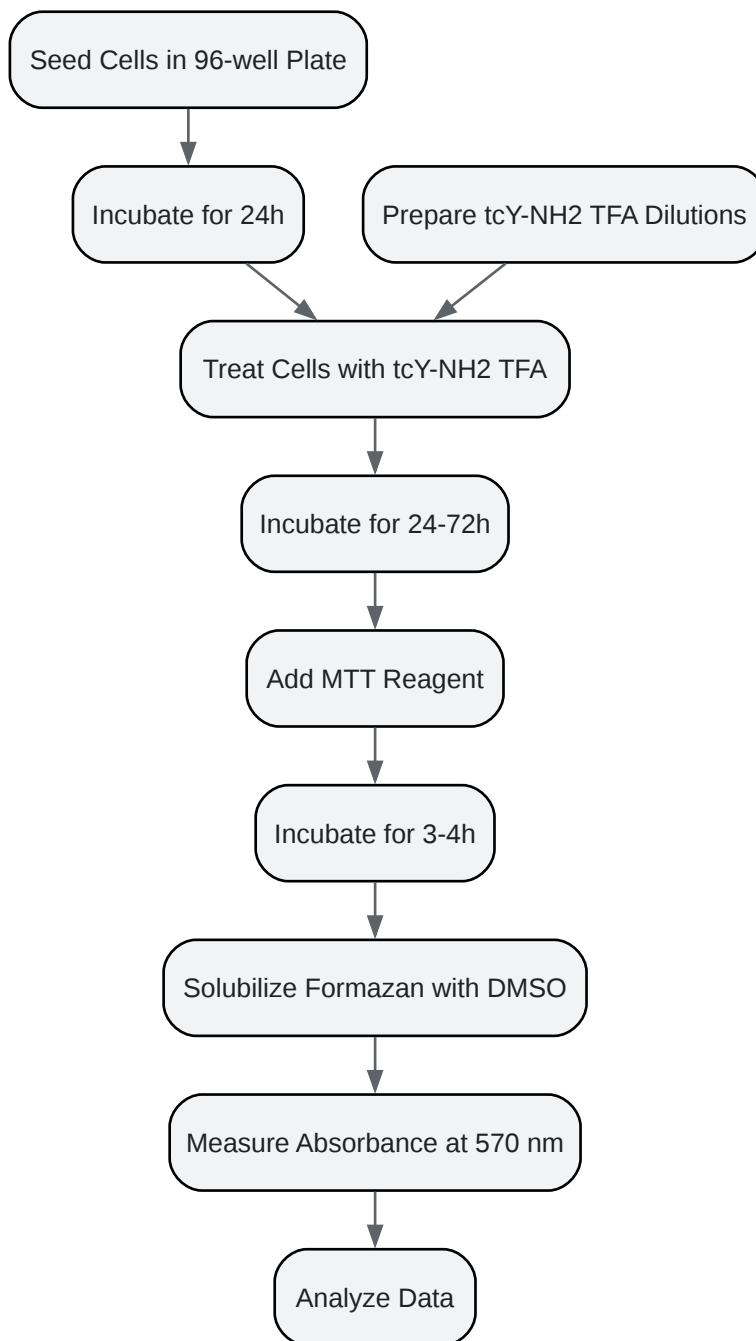 Seed Cells in 96-well Plate
Incubate for 24h
Prepare tcY-NH2 TFA Dilutions
Treat Cells with tcY-NH2 TFA
Incubate for 24-72h
Add MTT Reagent
Incubate for 3-4h
Solubilize Formazan with DMSO
Measure Absorbance at 570 nm
Analyze Data